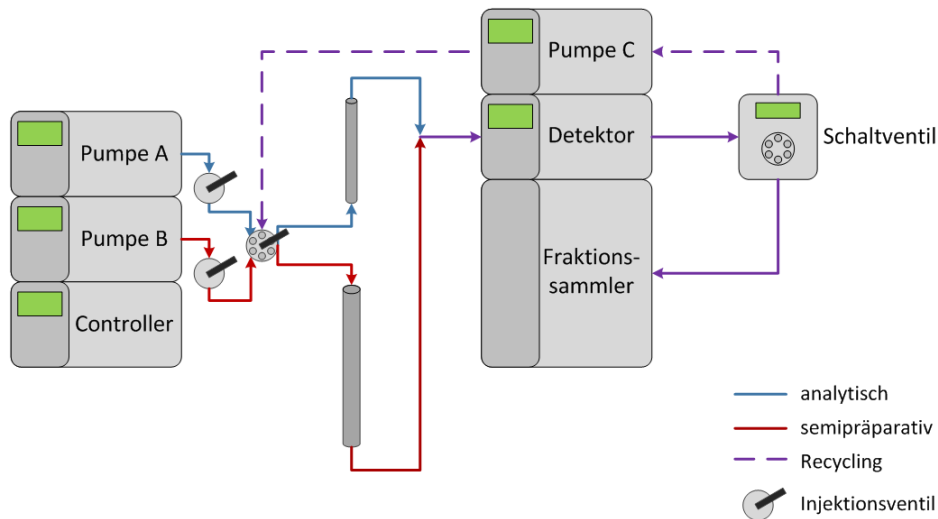 Pumpe A
Pumpe B
Controller
Pumpe C
Detektor
Fraktions-
sammler
Schaltventil
analytisch
semipräparativ
Recycling
Injektionsventil